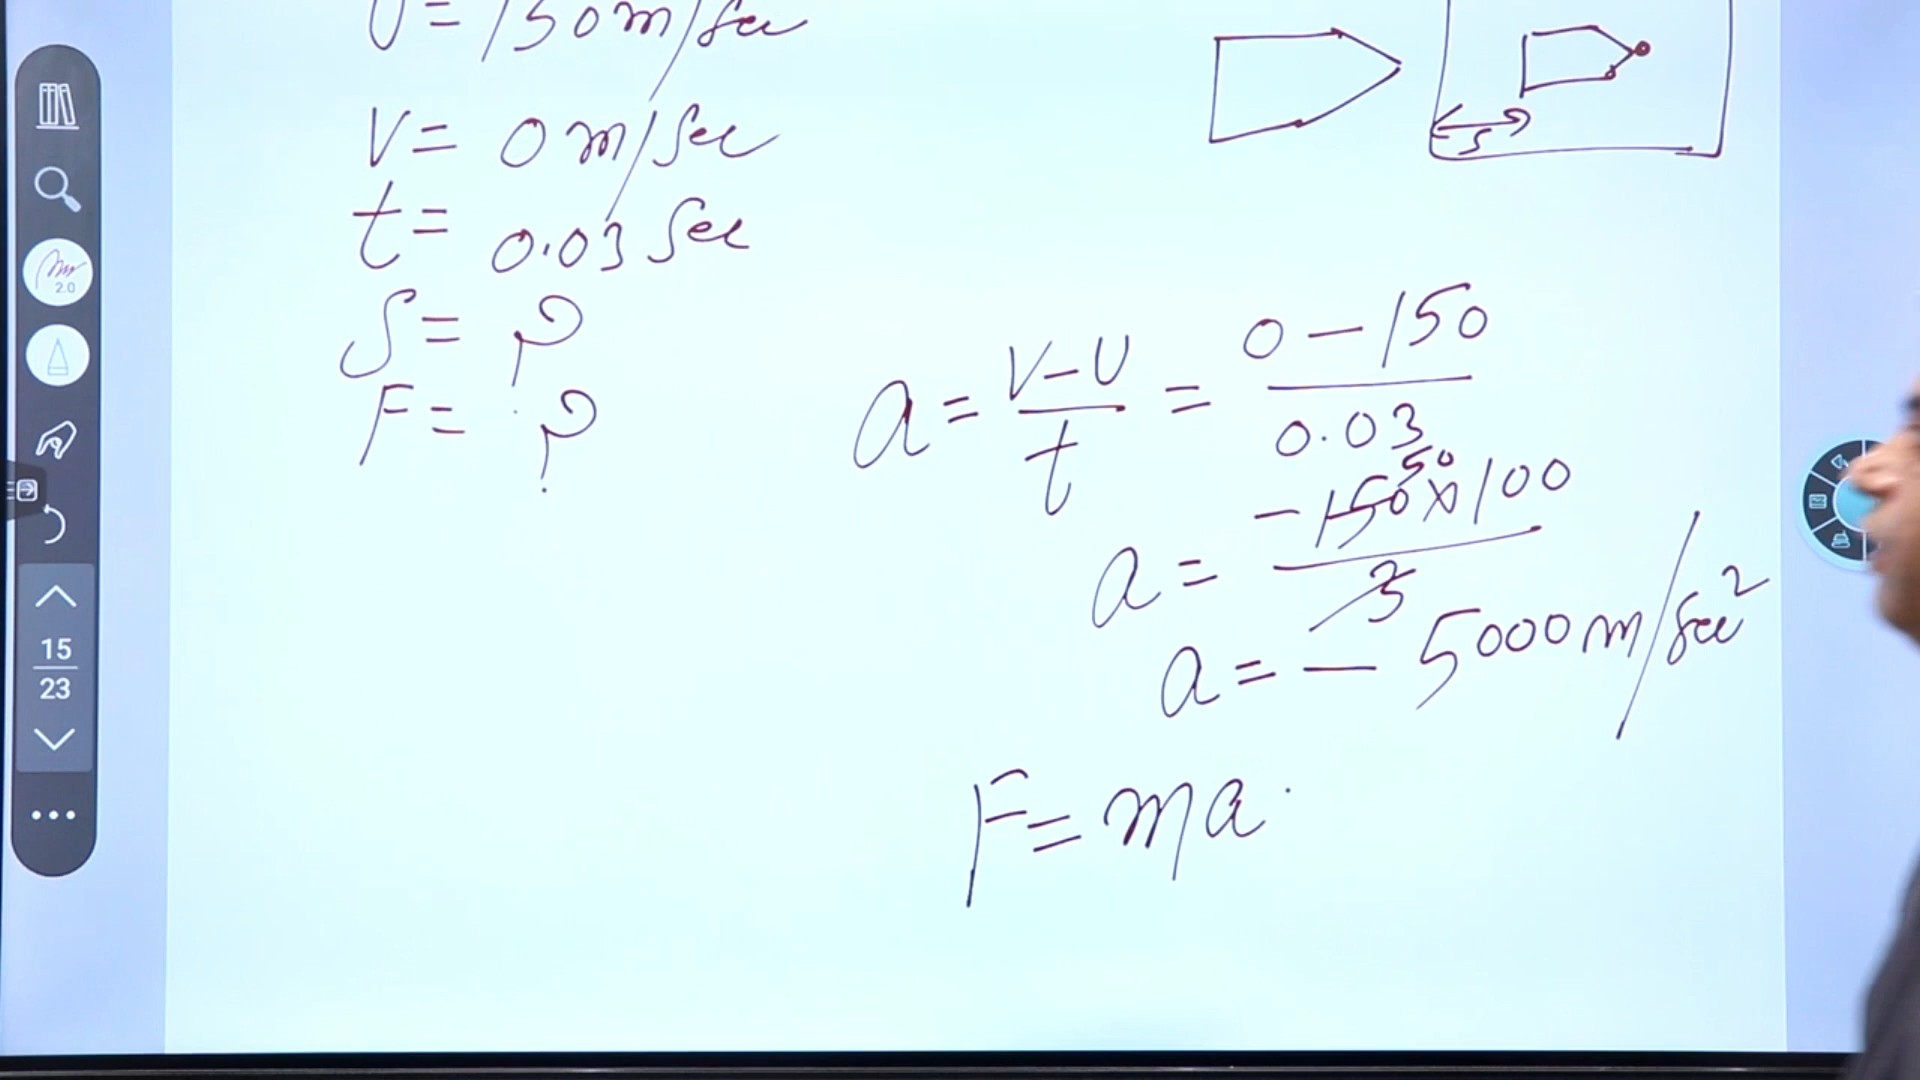 U = 150 m/sec
V = 0 m/sec
t = 0.03 Sec
S = ?
F = ?
S
a = V-U/t = 0-150/0.03
50
a = -150×100/3
a = - 5000 m/sec²
F = ma
2.0
15
23